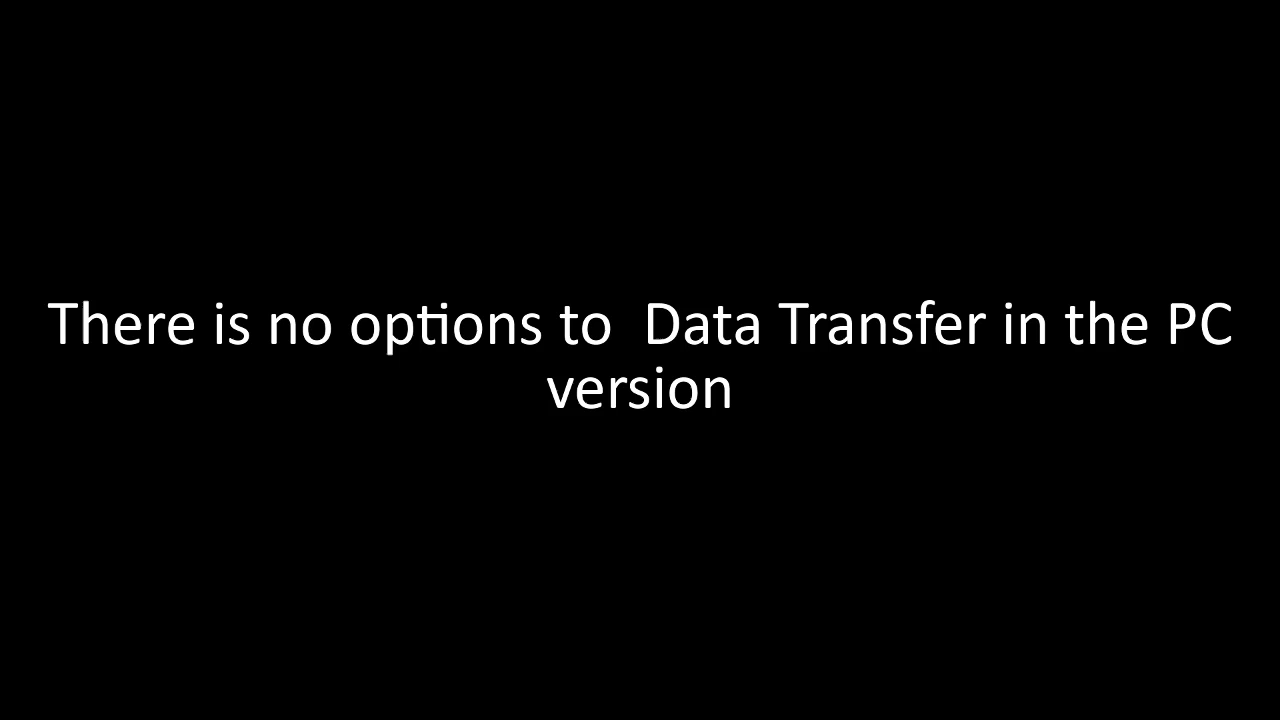 There is no options to  Data Transfer in the PC
version